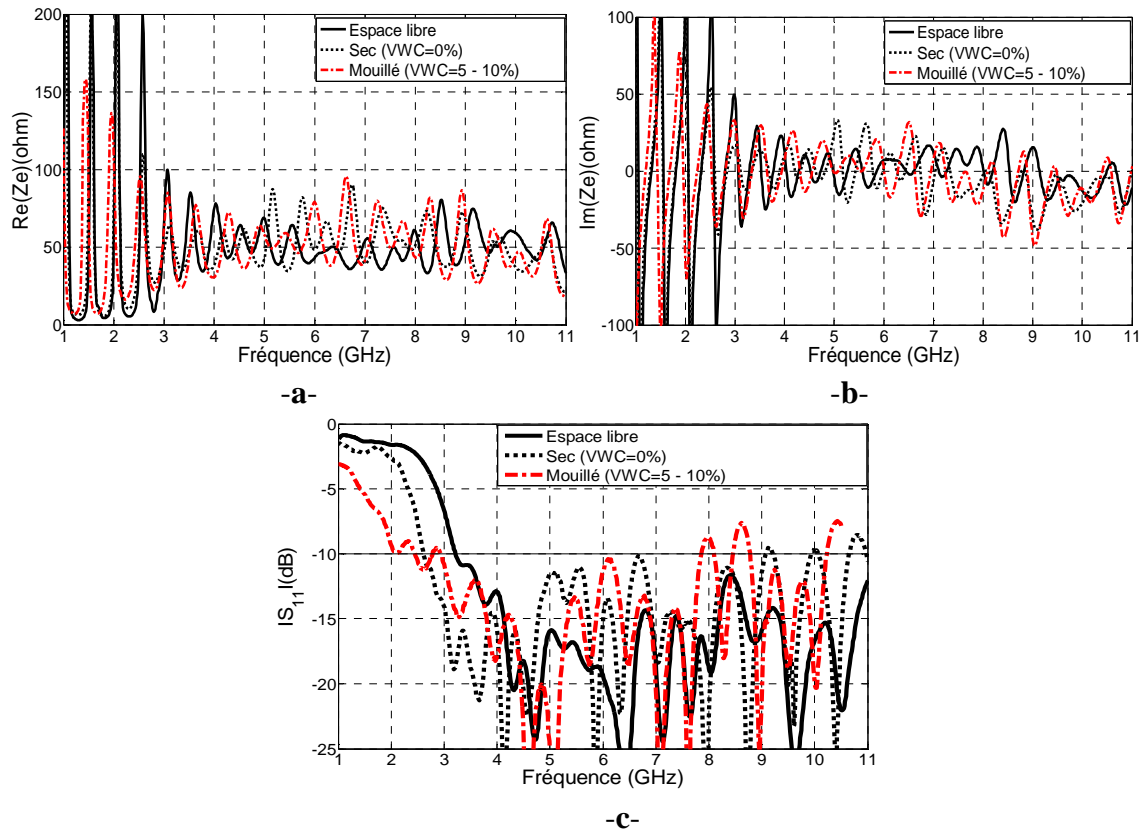 200
150
100
50
0
Re(Ze)(ohm)
Espace libre
Sec (VWC=0%)
Mouillé (VWC=5 - 10%)
1 2 3 4 5 6 7 8 9 10 11
Fréquence (GHz)
-a-
100
50
0
-50
-100
Im(Ze)(ohm)
Espace libre
Sec (VWC=0%)
Mouillé (VWC=5 - 10%)
1 2 3 4 5 6 7 8 9 10 11
Fréquence (GHz)
-b-
0
-5
-10
-15
-20
-25
IS11I(dB)
Espace libre
Sec (VWC=0%)
Mouillé (VWC=5 - 10%)
1 2 3 4 5 6 7 8 9 10 11
Fréquence (GHz)
-c-